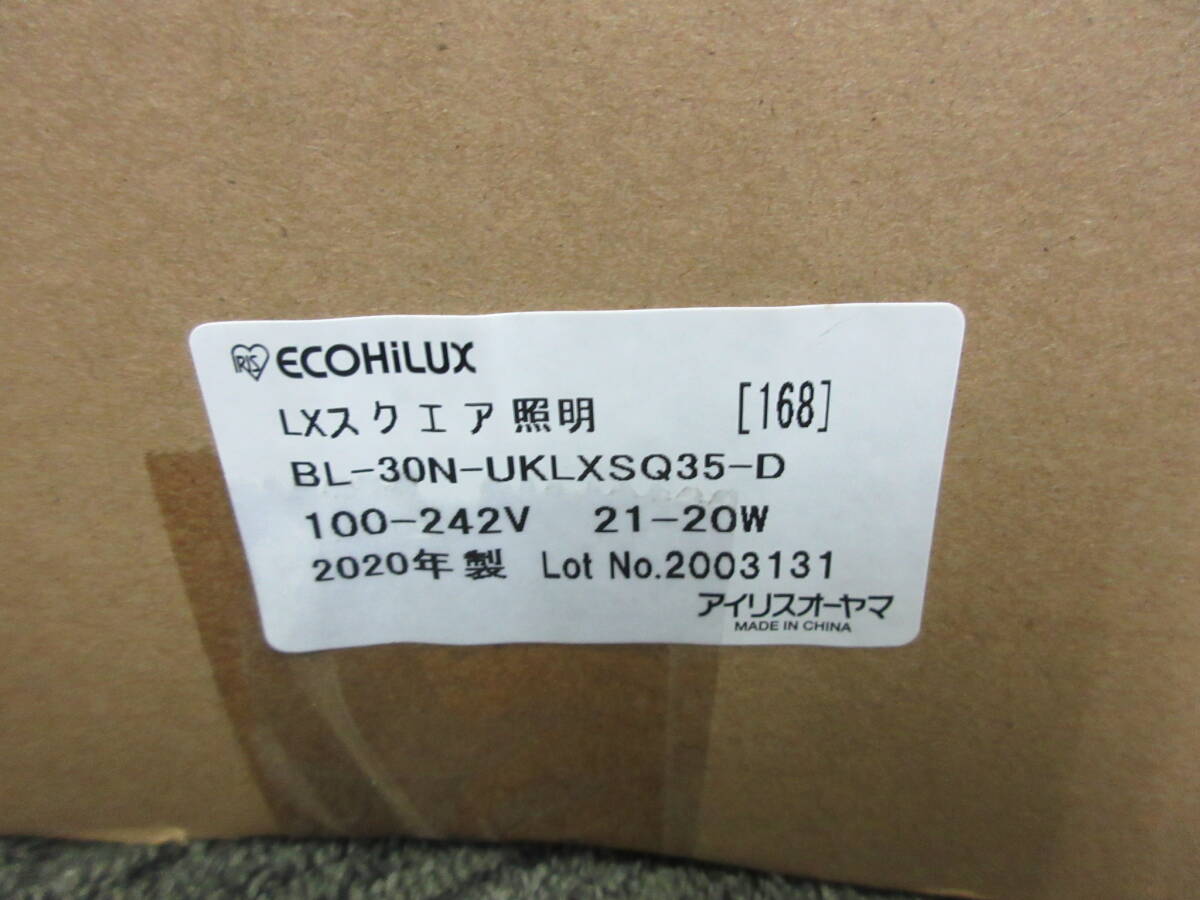 IRIS ECOHiLUX
LXスクエア照明 [168]
BL-30N-UKLXSQ35-D
100-242V 21-20W
2020年製 Lot No.2003131
アイリスオーヤマ
MADE IN CHINA